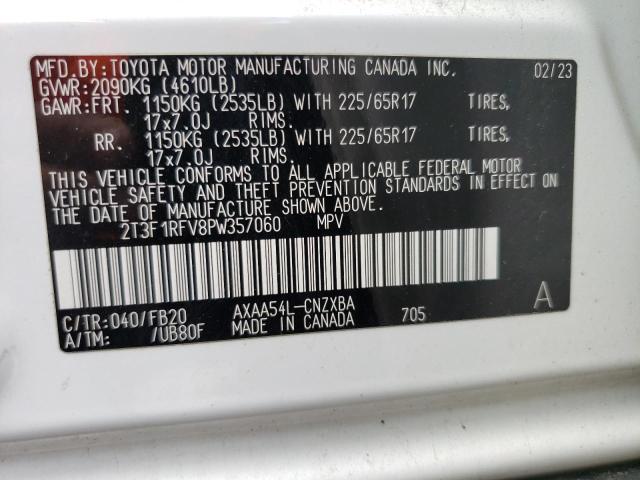 MFD.BY:TOYOTA MOTOR MANUFACTURING CANADA INC. 02/23
GVWR:2090KG (4610LB)
GAWR:FRT. 1150KG (2535LB) WITH 225/65R17 TIRES,
17x7.0J RIMS.
RR. 1150KG (2535LB) WITH 225/65R17 TIRES,
17x7.0J RIMS.
THIS VEHICLE CONFORMS TO ALL APPLICABLE FEDERAL MOTOR
VEHICLE SAFETY AND THEFT PREVENTION STANDARDS IN EFFECT ON
THE DATE OF MANUFACTURE SHOWN ABOVE.
2T3F1RFV8PW357060 MPV
C/TR:040/FB20 AXAA54L-CNZXBA 705 A
A/TM: /UB80F MADE IN CANADA